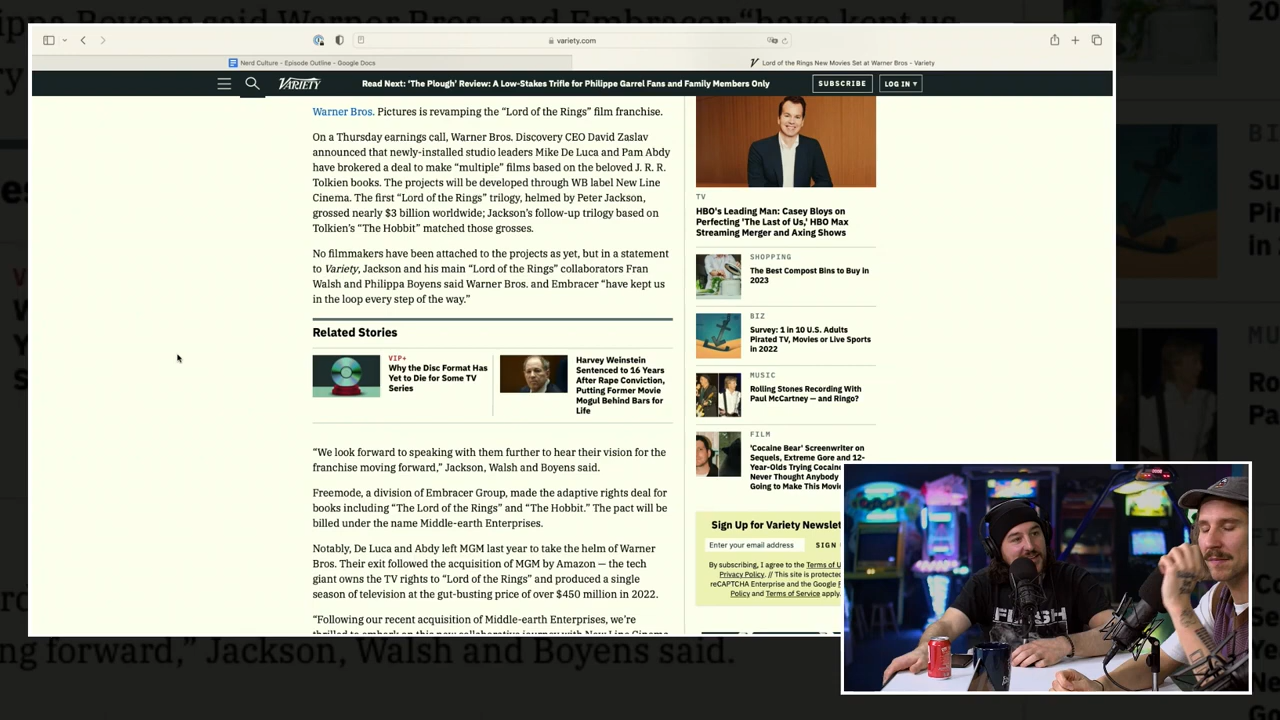 ipa Boyens said Warner Bros. and Embracer “have kept us
variety.com
Nerd Culture - Episode Outline - Google Docs
Lord of the Rings New Movies Set at Warner Bros - Variety
VARIETY
Read Next: ‘The Plough’ Review: A Low-Stakes Trifle for Philippe Garrel Fans and Family Members Only
SUBSCRIBE
LOG IN ▾
Warner Bros. Pictures is revamping the “Lord of the Rings” film franchise.
On a Thursday earnings call, Warner Bros. Discovery CEO David Zaslav
announced that newly-installed studio leaders Mike De Luca and Pam Abdy
have brokered a deal to make “multiple” films based on the beloved J. R. R.
Tolkien books. The projects will be developed through WB label New Line
Cinema. The first “Lord of the Rings” trilogy, helmed by Peter Jackson,
grossed nearly $3 billion worldwide; Jackson’s follow-up trilogy based on
Tolkien’s “The Hobbit” matched those grosses.
No filmmakers have been attached to the projects as yet, but in a statement
to Variety, Jackson and his main “Lord of the Rings” collaborators Fran
Walsh and Philippa Boyens said Warner Bros. and Embracer “have kept us
in the loop every step of the way.”
Related Stories
VIP+
Why the Disc Format Has
Yet to Die for Some TV
Series
Harvey Weinstein
Sentenced to 16 Years
After Rape Conviction,
Putting Former Movie
Mogul Behind Bars for
Life
“We look forward to speaking with them further to hear their vision for the
franchise moving forward,” Jackson, Walsh and Boyens said.
Freemode, a division of Embracer Group, made the adaptive rights deal for
books including “The Lord of the Rings” and “The Hobbit.” The pact will be
billed under the name Middle-earth Enterprises.
Notably, De Luca and Abdy left MGM last year to take the helm of Warner
Bros. Their exit followed the acquisition of MGM by Amazon — the tech
giant owns the TV rights to “Lord of the Rings” and produced a single
season of television at the gut-busting price of over $450 million in 2022.
“Following our recent acquisition of Middle-earth Enterprises, we’re
thrilled to embark on this new collaborative journey with New Line Cinema
TV
HBO's Leading Man: Casey Bloys on
Perfecting 'The Last of Us,' HBO Max
Streaming Merger and Axing Shows
SHOPPING
The Best Compost Bins to Buy in
2023
BIZ
Survey: 1 in 10 U.S. Adults
Pirated TV, Movies or Live Sports
in 2022
MUSIC
Rolling Stones Recording With
Paul McCartney — and Ringo?
FILM
'Cocaine Bear' Screenwriter on
Sequels, Extreme Gore and 12-
Year-Olds Trying Cocaine
Never Thought Anybody
Going to Make This Movie
Sign Up for Variety Newslet
Enter your email address
SIGN
By subscribing, I agree to the Terms of U
Privacy Policy. // This site is protected
reCAPTCHA Enterprise and the Google P
Policy and Terms of Service apply.
FLASH
ng forward,” Jackson, Walsh and Boyens said.